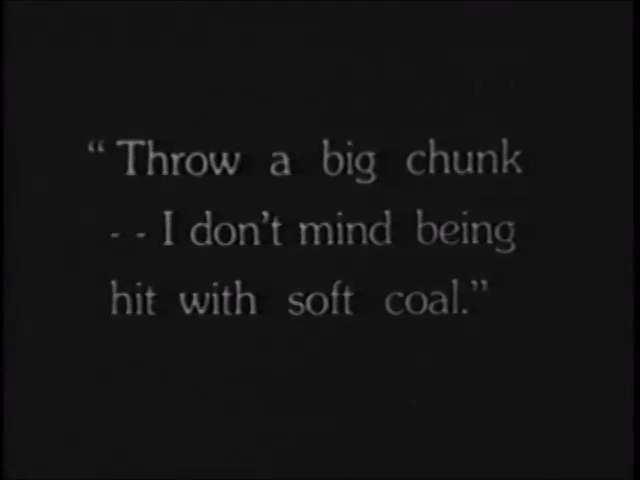 “Throw a big chunk
-- I don't mind being
hit with soft coal.”